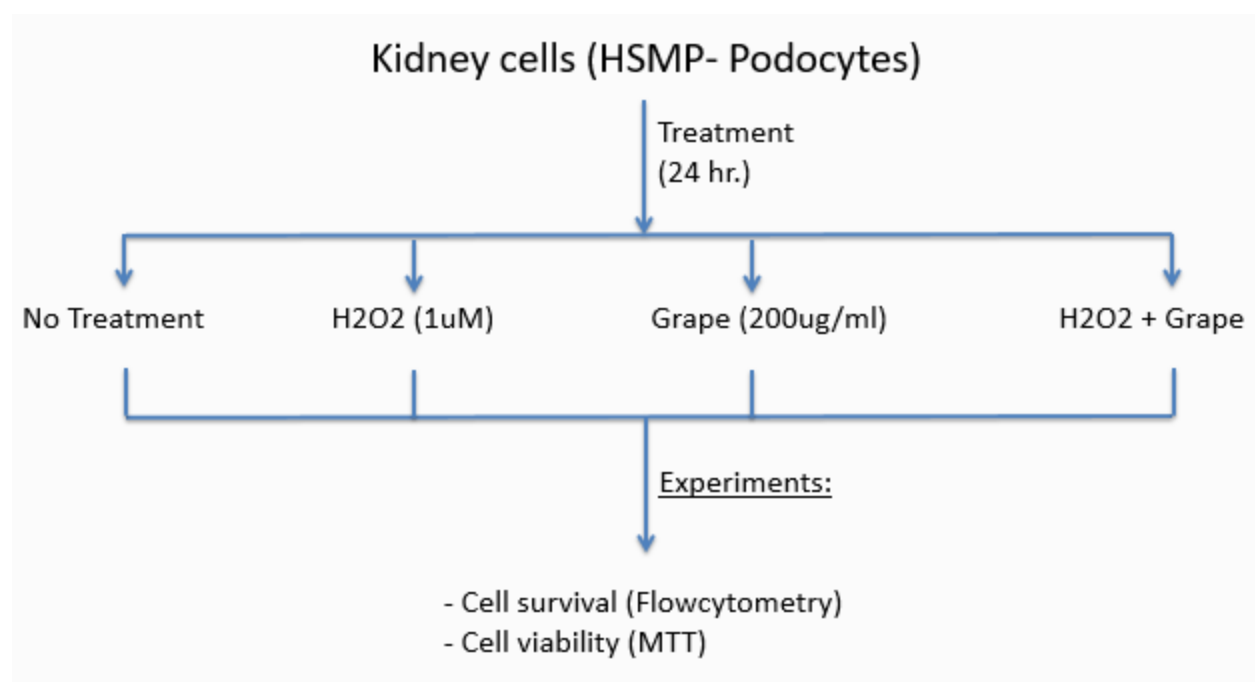 Kidney cells (HSMP- Podocytes)
Treatment
(24 hr.)
No Treatment
H2O2 (1uM)
Grape (200ug/ml)
H2O2 + Grape
Experiments:
- Cell survival (Flowcytometry)
- Cell viability (MTT)